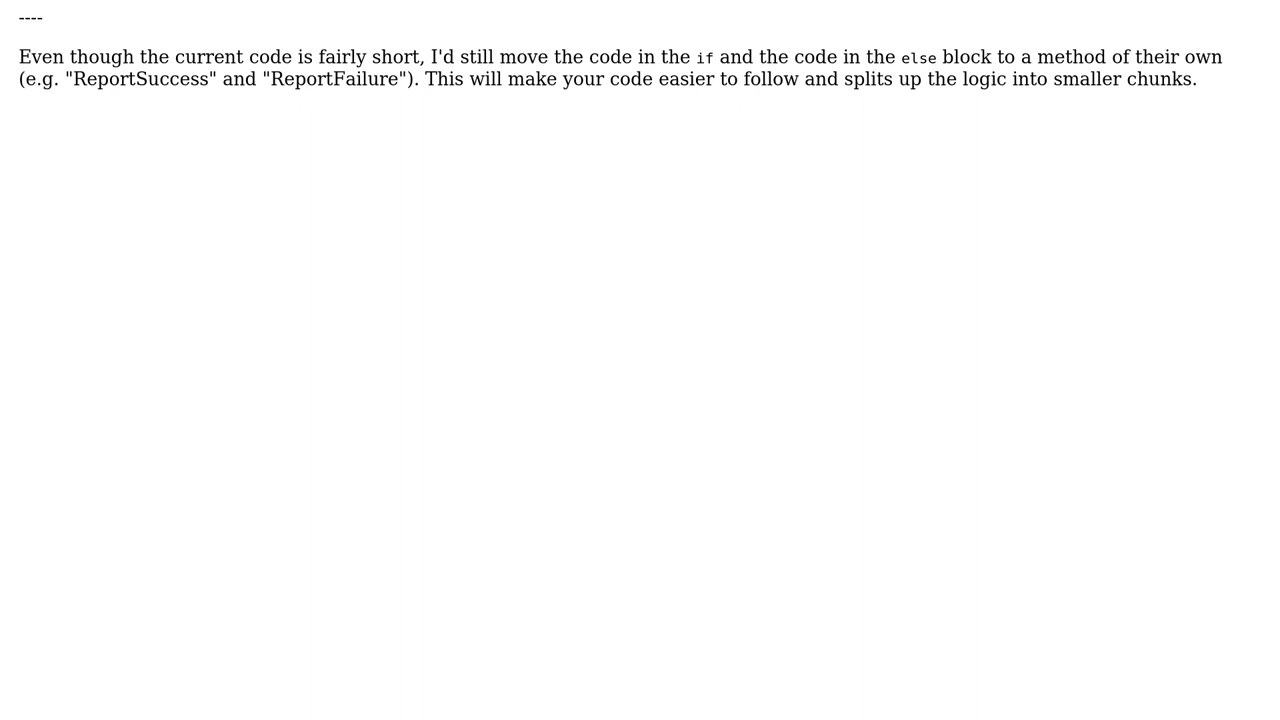 ----
Even though the current code is fairly short, I'd still move the code in the if and the code in the else block to a method of their own
(e.g. "ReportSuccess" and "ReportFailure"). This will make your code easier to follow and splits up the logic into smaller chunks.